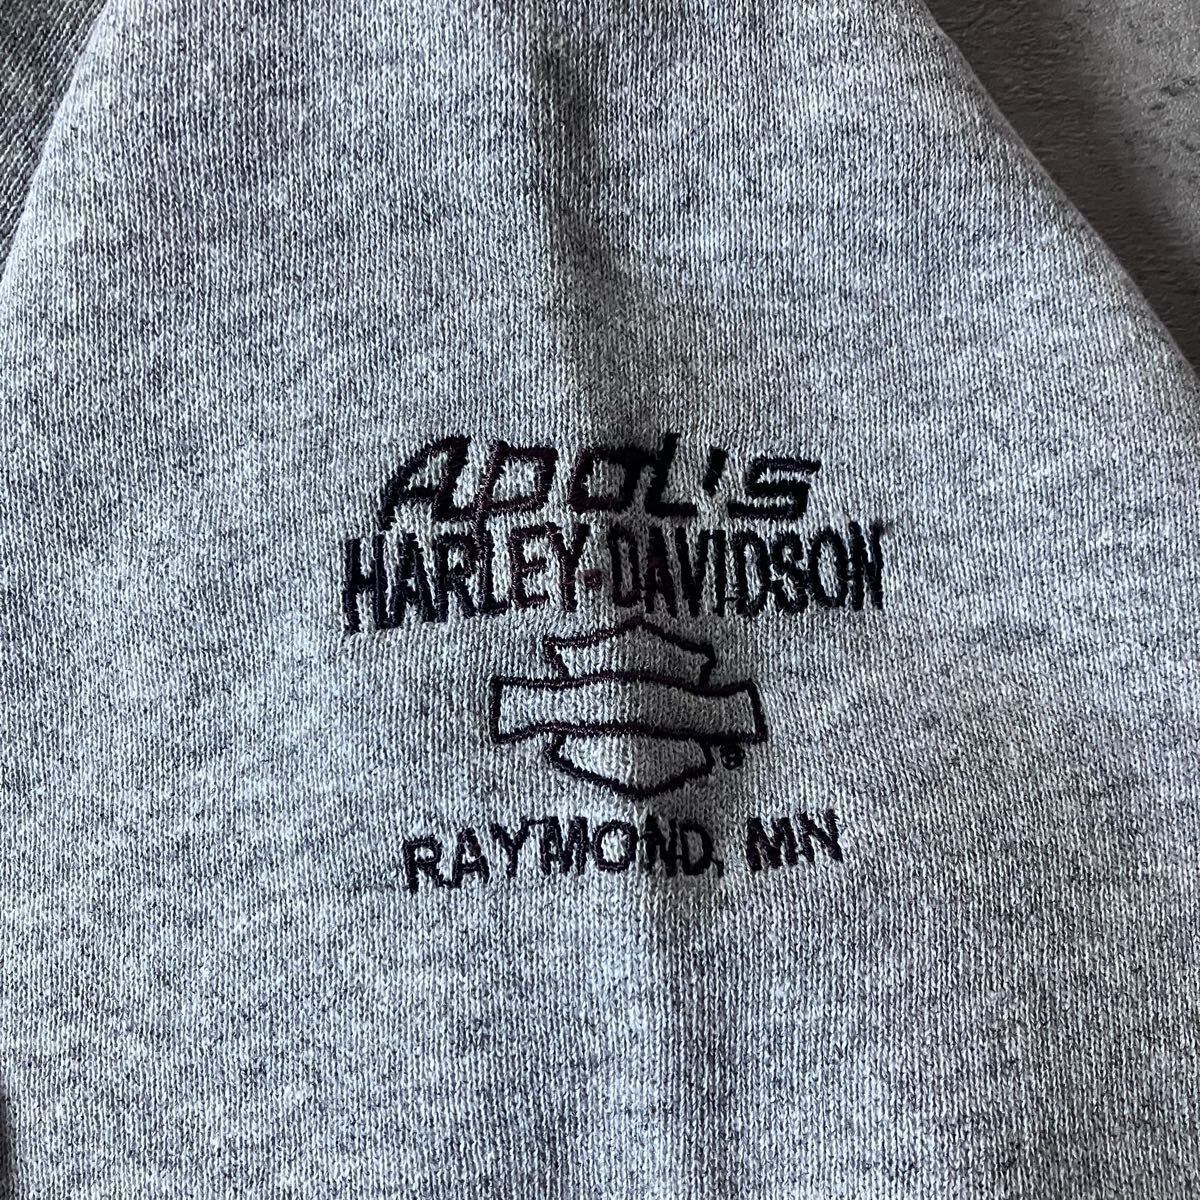 Apol's
HARLEY-DAVIDSON
®
RAYMOND, MN